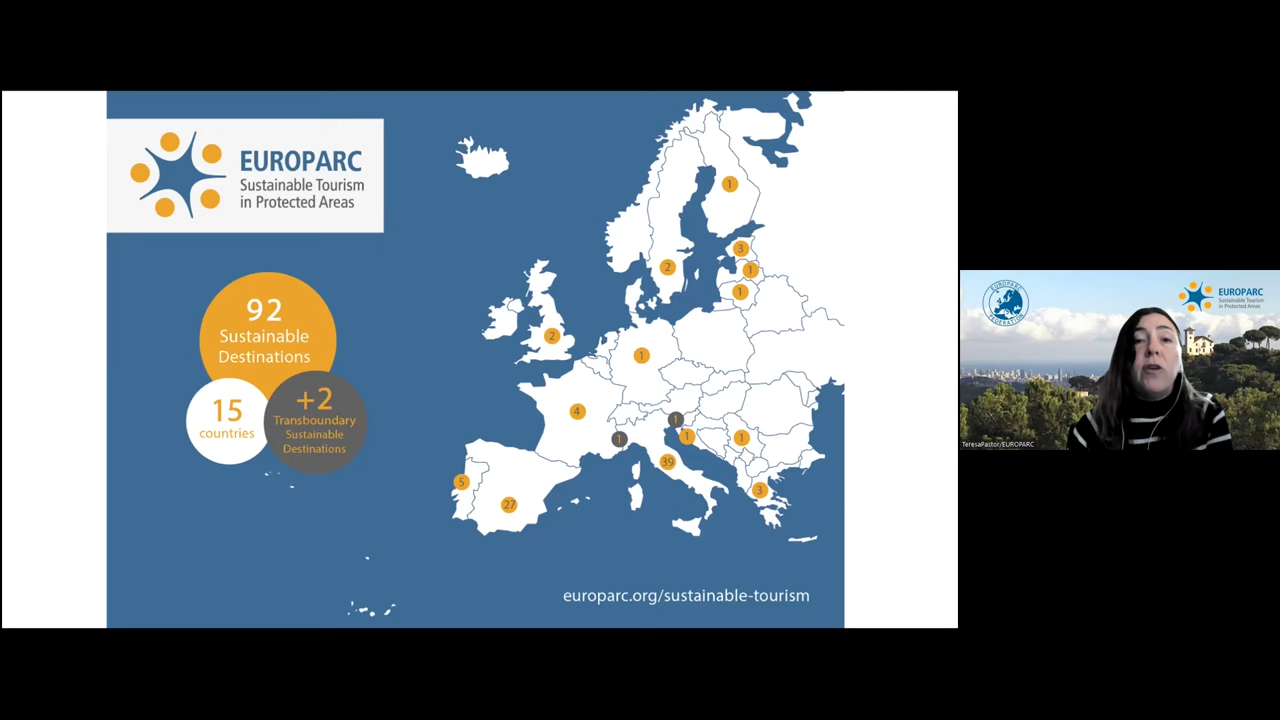 EUROPARC
Sustainable Tourism
in Protected Areas
92
Sustainable
Destinations
15
countries
+2
Transboundary
Sustainable
Destinations
1
3
1
2
1
2
1
4
1
1
1
1
39
5
27
3
europarc.org/sustainable-tourism
EUROPARC
FEDERATION
EUROPARC
Sustainable Tourism
in Protected Areas
TeresaPastor/EUROPARC